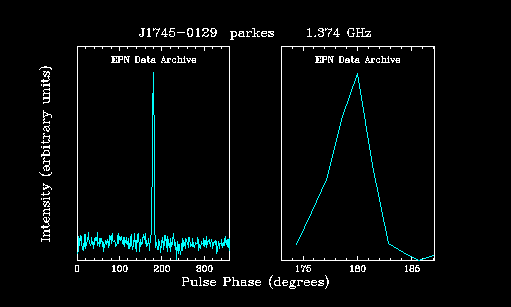 J1745-0129 parkes 1.374 GHz
EPN Data Archive
EPN Data Archive
Intensity (arbitrary units)
0 100 200 300
175 180 185
Pulse Phase (degrees)